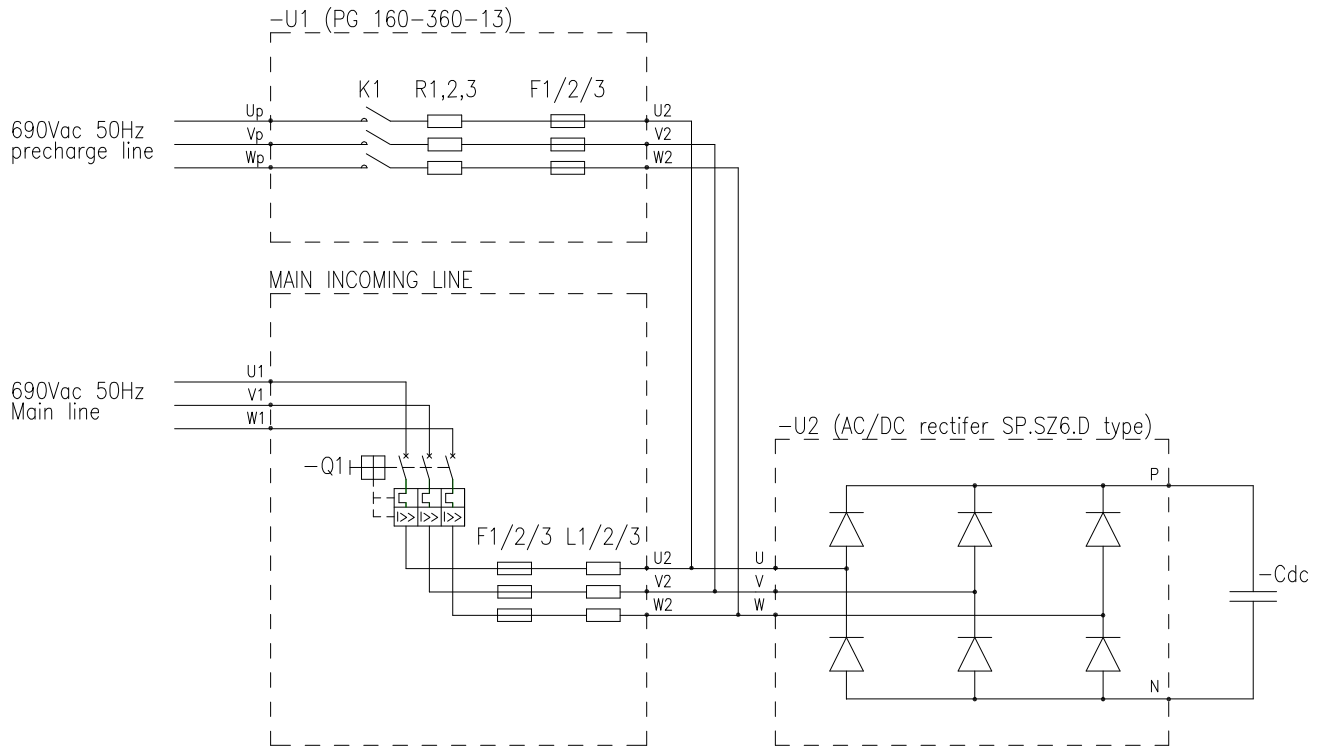 -U1 (PG 160-360-13)
K1 R1,2,3 F1/2/3
690Vac 50Hz
precharge line
Up U2
Vp V2
Wp W2
MAIN INCOMING LINE
690Vac 50Hz
Main line
U1
V1
W1
-Q1
I>> I>> I>>
F1/2/3 L1/2/3
U2 U
V2 V
W2 W
-U2 (AC/DC rectifer SP.SZ6.D type)
P
-Cdc
N